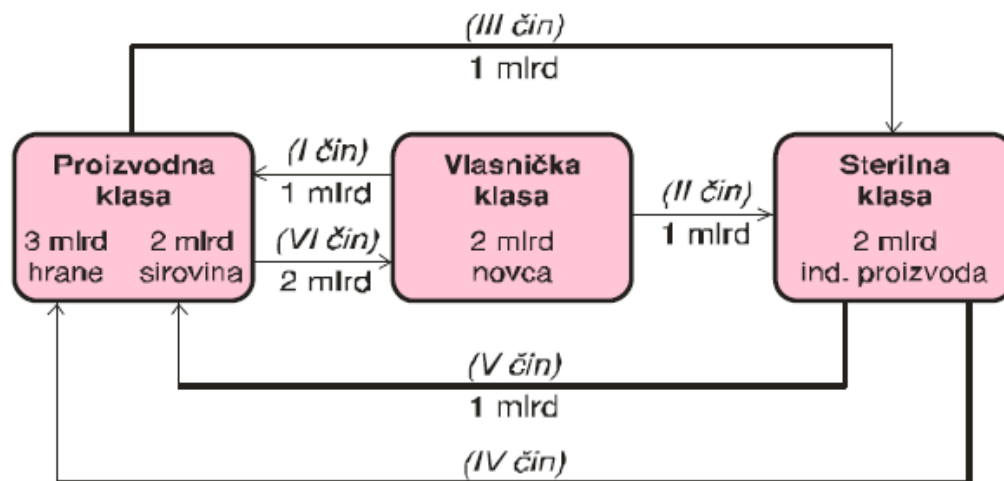 (III čin)
1 mlrd
Proizvodna
klasa
3 mlrd
hrane
2 mlrd
sirovina
(I čin)
1 mlrd
(VI čin)
2 mlrd
Vlasnička
klasa
2 mlrd
novca
(II čin)
1 mlrd
Sterilna
klasa
2 mlrd
ind. proizvoda
(V čin)
1 mlrd
(IV čin)